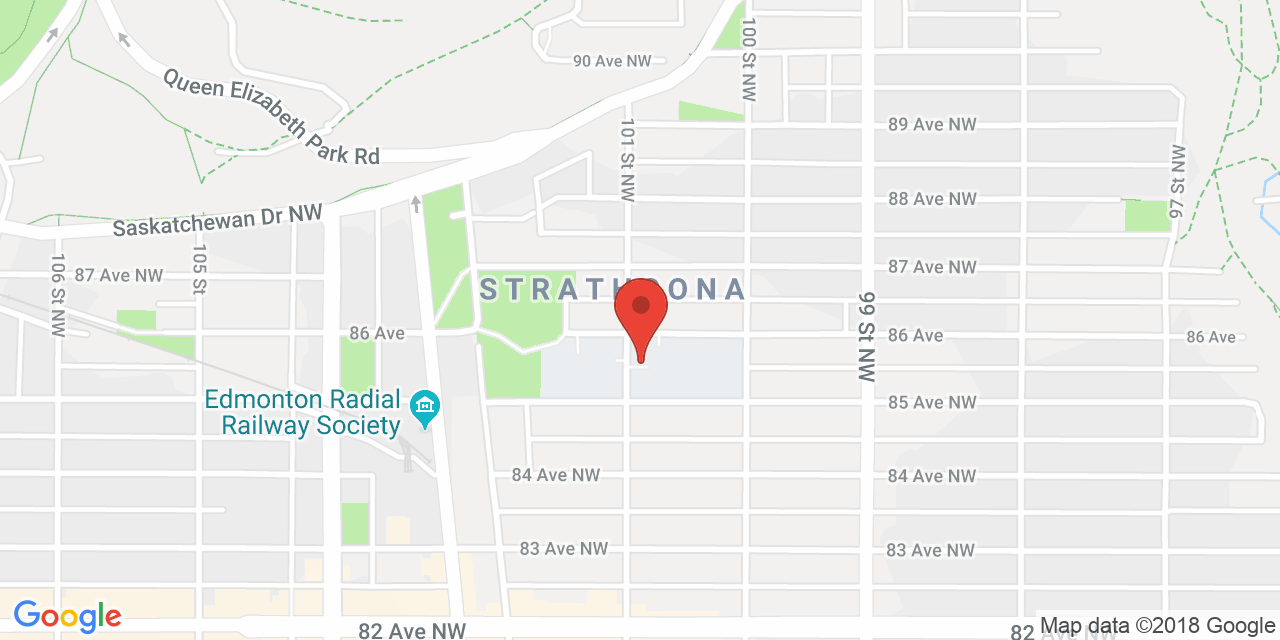 90 Ave NW
100 St NW
Queen Elizabeth Park Rd
101 St NW
89 Ave NW
97 St NW
88 Ave NW
Saskatchewan Dr NW
106 St NW
105 St
87 Ave NW
87 Ave NW
STRATHCONA
99 St NW
86 Ave
86 Ave
86 Ave
Edmonton Radial
Railway Society
85 Ave NW
84 Ave NW
84 Ave NW
83 Ave NW
83 Ave NW
Google
82 Ave NW
82 Ave NW
Map data ©2018 Google